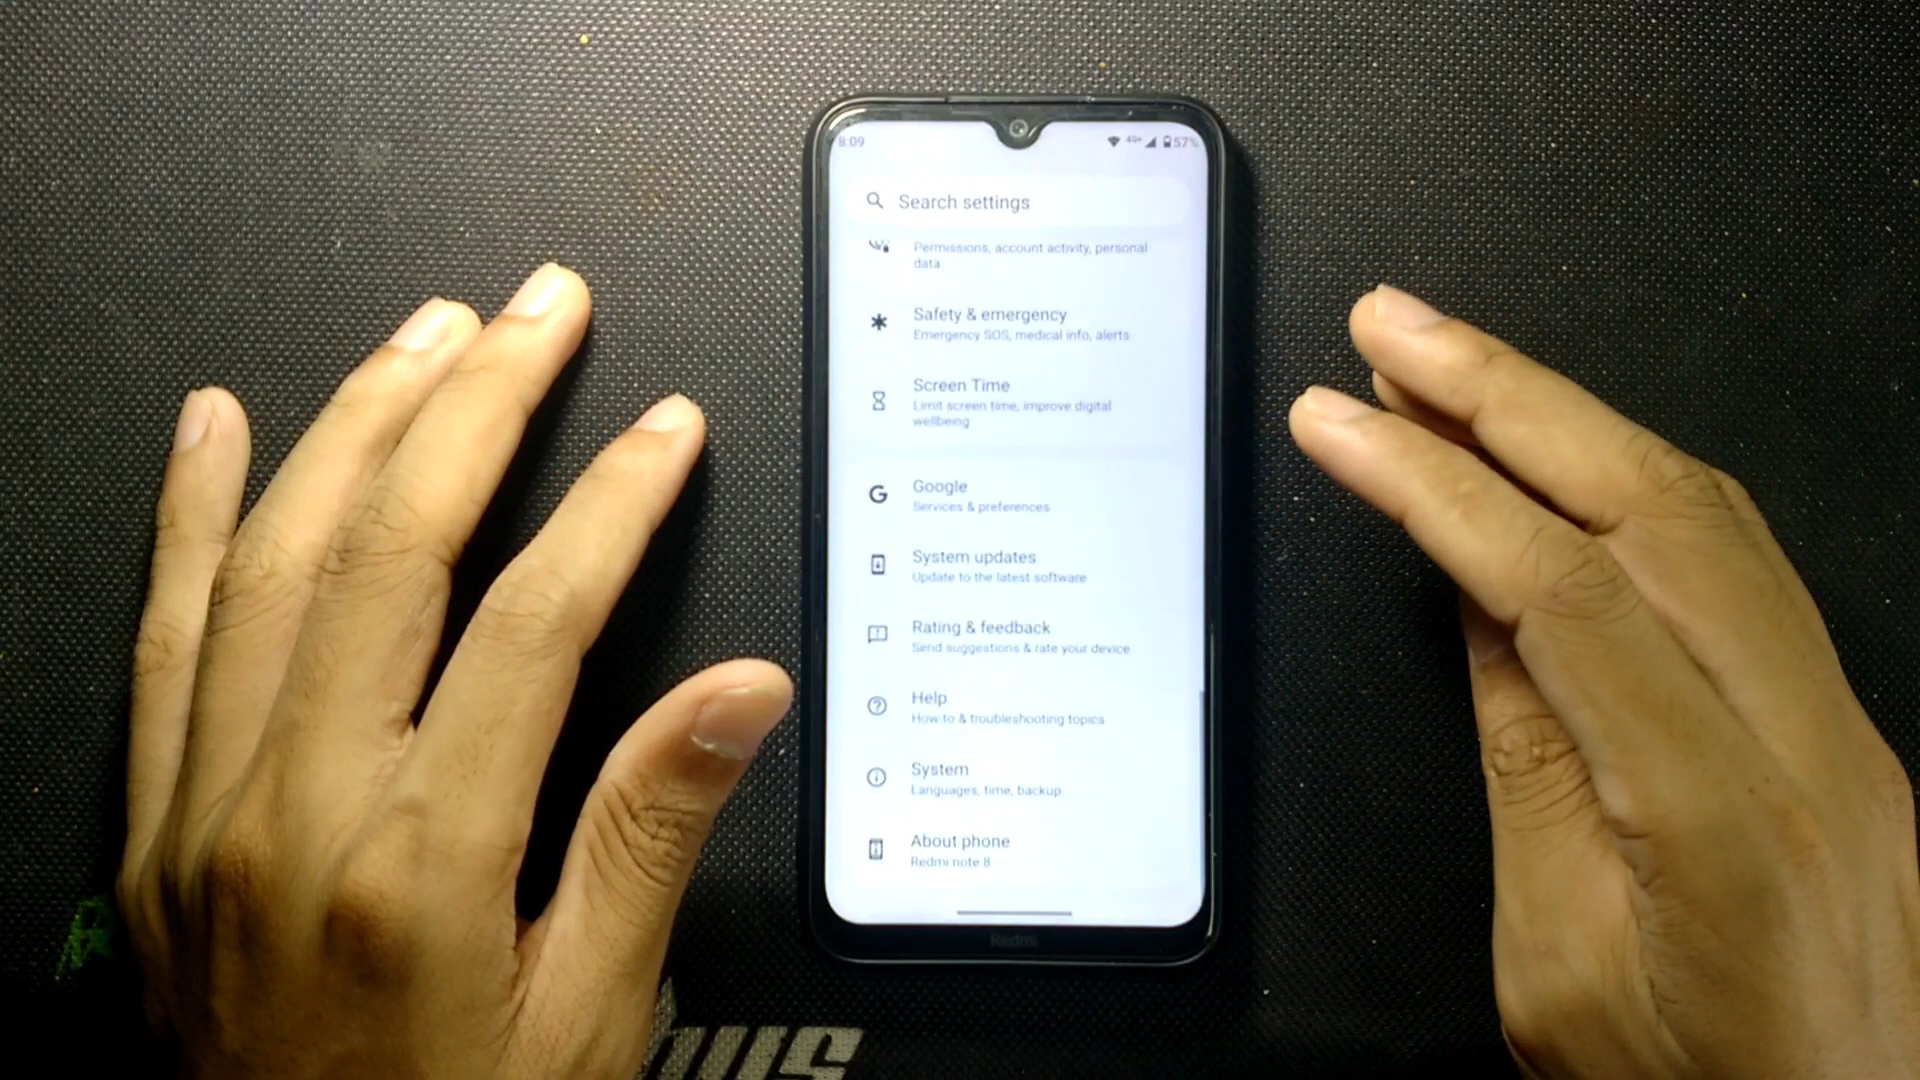 8:09
4G+ 57%
Search settings
Permissions, account activity, personal
data
Safety & emergency
Emergency SOS, medical info, alerts
Screen Time
Limit screen time, improve digital
wellbeing
Google
Services & preferences
System updates
Update to the latest software
Rating & feedback
Send suggestions & rate your device
Help
How-to & troubleshooting topics
System
Languages, time, backup
About phone
Redmi note 8
Redmi